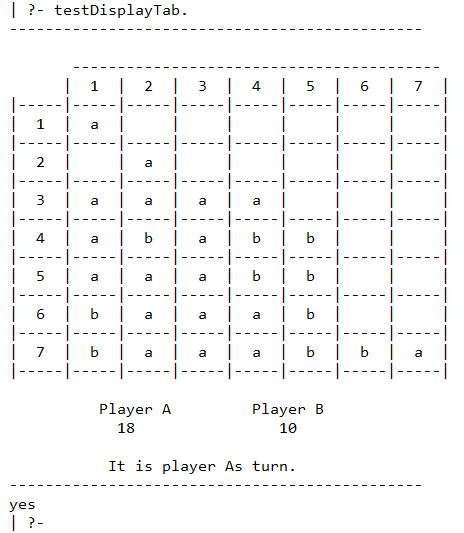 | ?- testDisplayTab.
----------------------------------------------
-----------------------------------------
| 1 | 2 | 3 | 4 | 5 | 6 | 7 |
|-----|-----|-----|-----|-----|-----|-----|-----|
| 1 | a | | | | | | |
|-----|-----|-----|-----|-----|-----|-----|-----|
| 2 | | a | | | | | |
|-----|-----|-----|-----|-----|-----|-----|-----|
| 3 | a | a | a | a | | | |
|-----|-----|-----|-----|-----|-----|-----|-----|
| 4 | a | b | a | b | b | | |
|-----|-----|-----|-----|-----|-----|-----|-----|
| 5 | a | a | a | b | b | | |
|-----|-----|-----|-----|-----|-----|-----|-----|
| 6 | b | a | a | a | b | | |
|-----|-----|-----|-----|-----|-----|-----|-----|
| 7 | b | a | a | a | b | b | a |
|-----|-----|-----|-----|-----|-----|-----|-----|
Player A Player B
18 10
It is player As turn.
----------------------------------------------
yes
| ?-